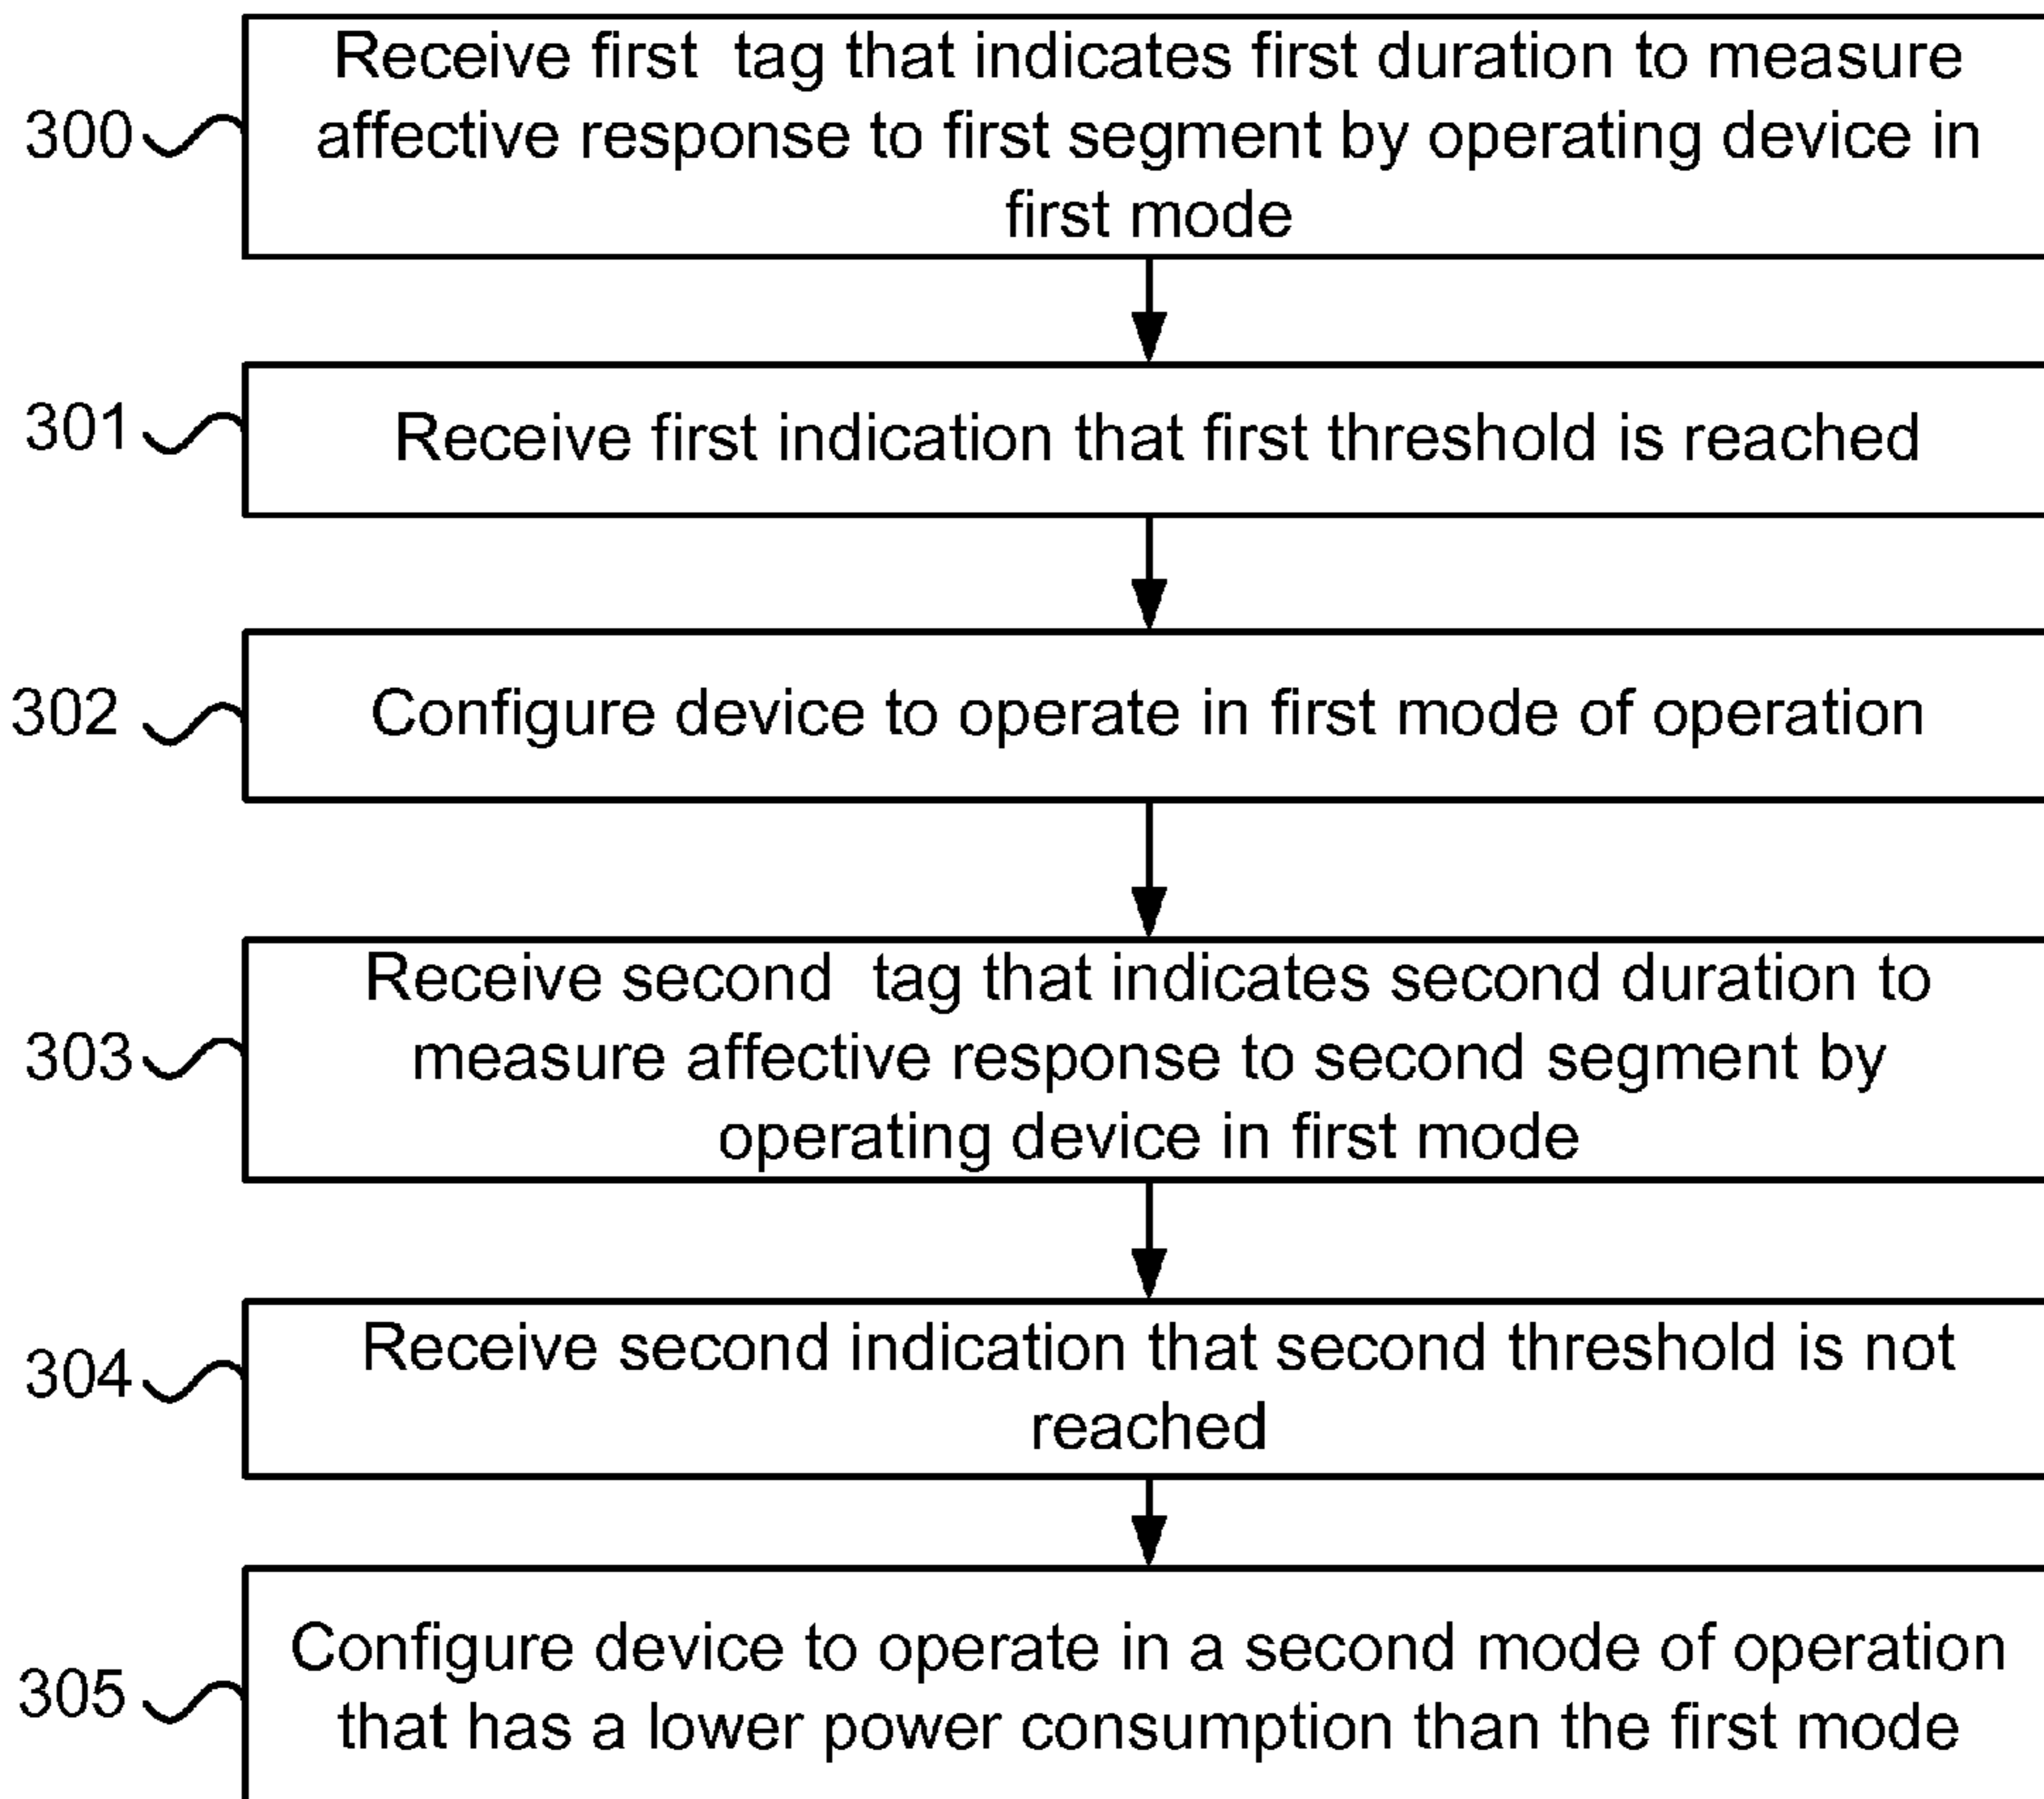 Receive first  tag that indicates first duration to measure
300
affective response to first segment by operating device in
first mode
301
Receive first indication that first threshold is reached
302
Configure device to operate in first mode of operation
Receive second  tag that indicates second duration to
303
measure affective response to second segment by
operating device in first mode
304
Receive second indication that second threshold is not
reached
305
Configure device to operate in a second mode of operation
that has a lower power consumption than the first mode